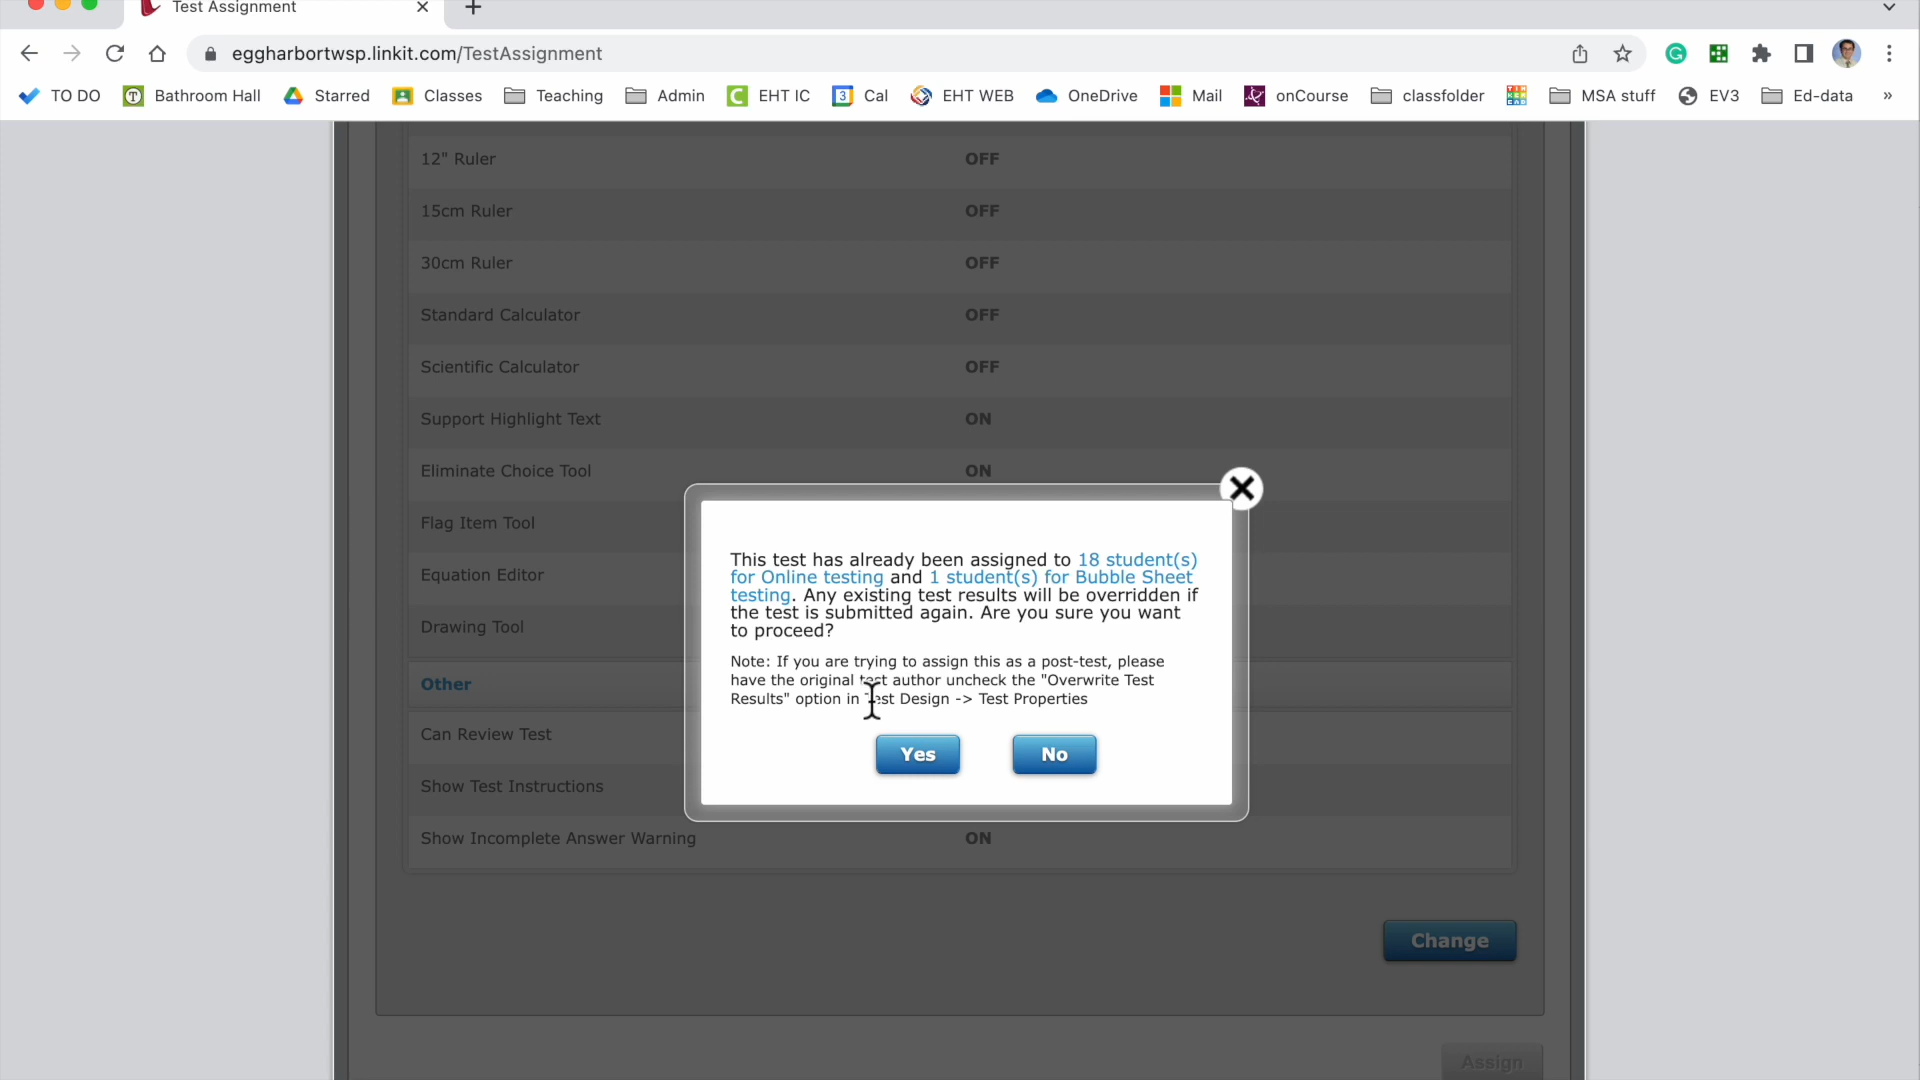 Test Assignment
eggharbortwsp.linkit.com/TestAssignment
TO DO Bathroom Hall Starred Classes Teaching Admin EHT IC 3 Cal EHT WEB OneDrive Mail onCourse classfolder MSA stuff EV3 Ed-data »
12" Ruler OFF
15cm Ruler OFF
30cm Ruler OFF
Standard Calculator OFF
Scientific Calculator OFF
Support Highlight Text ON
Eliminate Choice Tool ON
Flag Item Tool
Equation Editor
Drawing Tool
Other
Can Review Test
Show Test Instructions
Show Incomplete Answer Warning ON
This test has already been assigned to 18 student(s)
for Online testing and 1 student(s) for Bubble Sheet
testing. Any existing test results will be overridden if
the test is submitted again. Are you sure you want
to proceed?
Note: If you are trying to assign this as a post-test, please
have the original test author uncheck the "Overwrite Test
Results" option in Test Design -> Test Properties
Yes No
Change
Assign